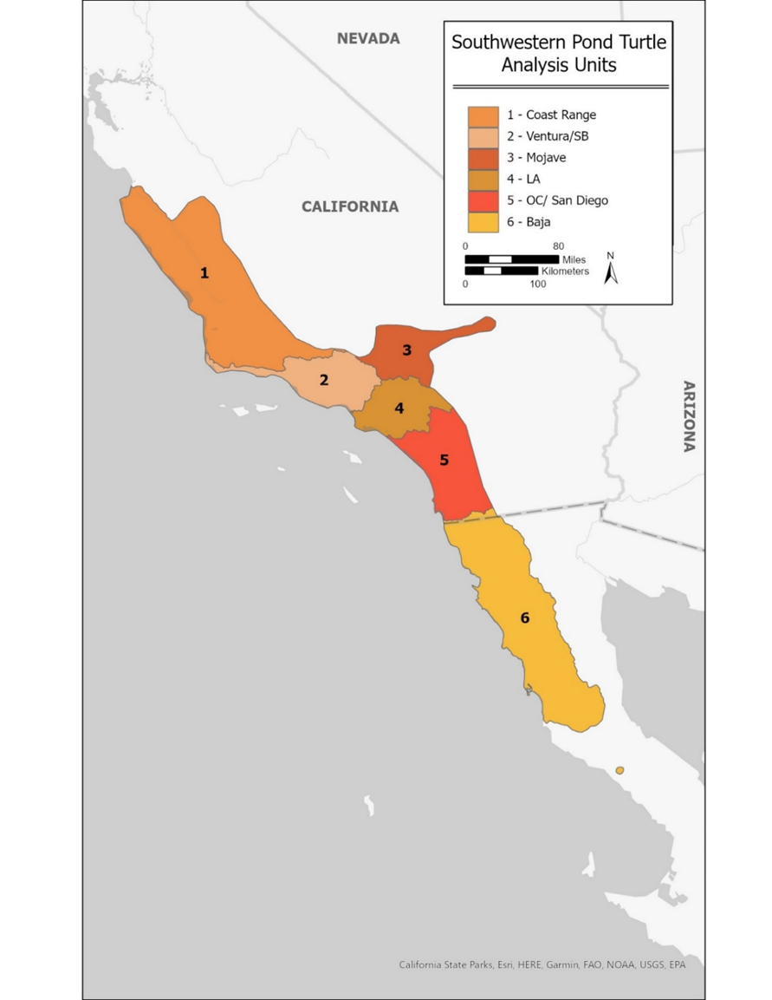 NEVADA
Southwestern Pond Turtle
Analysis Units
1 - Coast Range
2 - Ventura/SB
3 - Mojave
4 - LA
5 - OC/ San Diego
6 - Baja
0 80
Miles
Kilometers
0 100
N
CALIFORNIA
1
2
3
4
5
6
ARIZONA
California State Parks, Esri, HERE, Garmin, FAO, NOAA, USGS, EPA